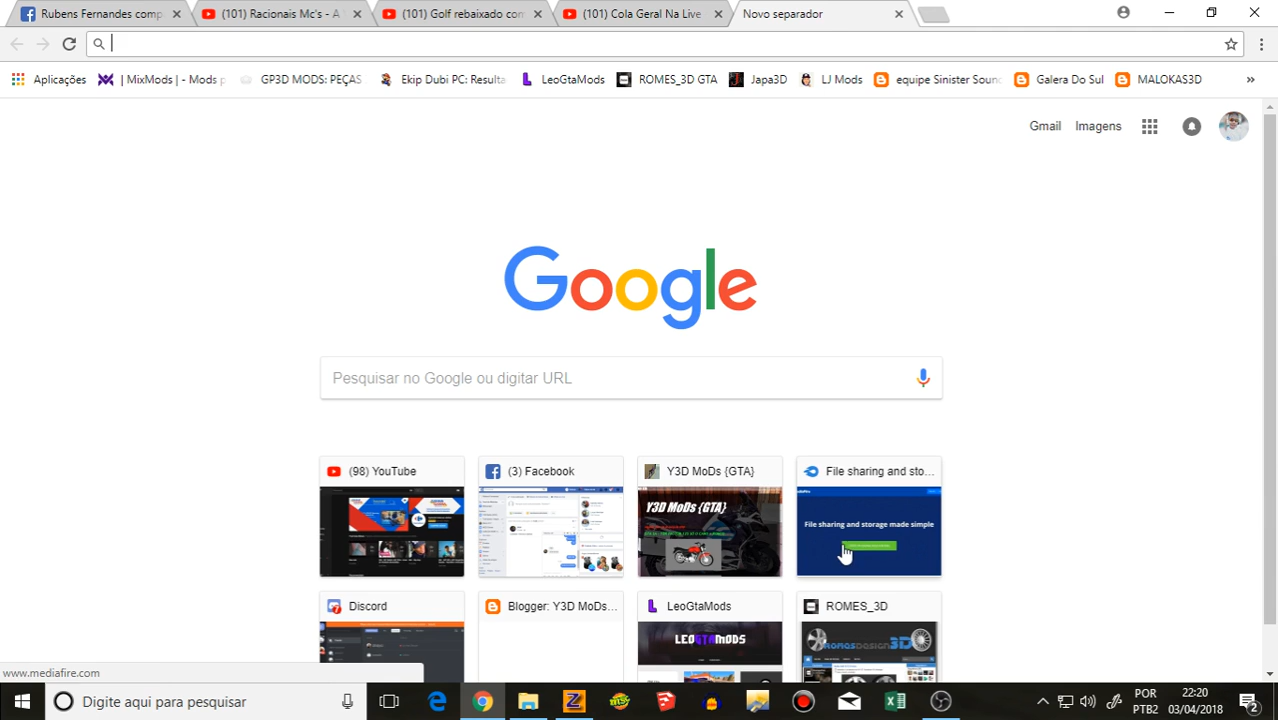 Rubens Fernandes comp
(101) Racionais Mc's - A
(101) Golf rebaixado com
(101) Cola Geral Na Live
Novo separador
Aplicações
| MixMods | - Mods p
GP3D MODS: PEÇAS
Ekip Dubi PC: Resulta
LeoGtaMods
ROMES_3D GTA
Japa3D
LJ Mods
equipe Sinister Soun
Galera Do Sul
MALOKAS3D
»
Gmail
Imagens
Google
Pesquisar no Google ou digitar URL
(98) YouTube
(3) Facebook
Y3D MoDs {GTA}
File sharing and sto...
Y3D MoDs {GTA}
File sharing and storage made simple
Discord
Blogger: Y3D MoDs...
LeoGtaMods
ROMES_3D
LEOGTAMODS
ROMESDESIGN3D
www.mediafire.com
Digite aqui para pesquisar
POR
PTB2
22:20
03/04/2018
2